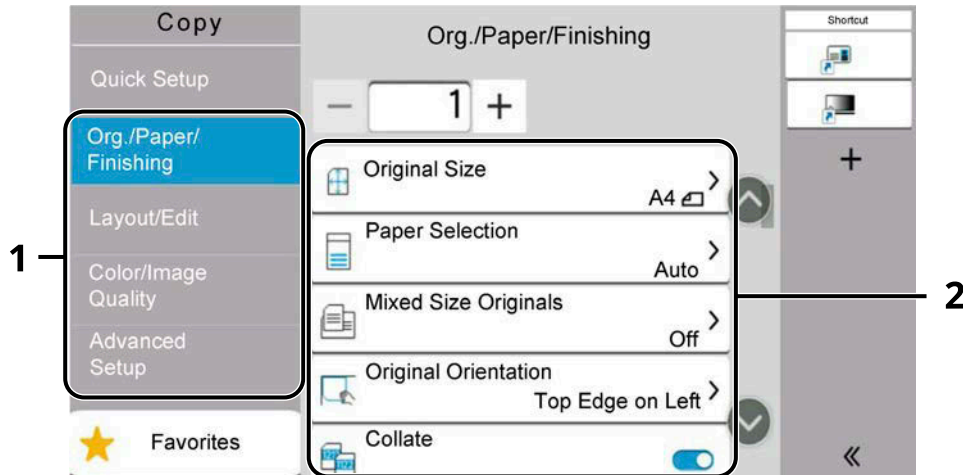 Copy
Quick Setup
Org./Paper/
Finishing
Layout/Edit
Color/Image
Quality
Advanced
Setup
Favorites
1
Org./Paper/Finishing
1
Original Size
A4
Paper Selection
Auto
Mixed Size Originals
Off
Original Orientation
Top Edge on Left
Collate
2
Shortcut